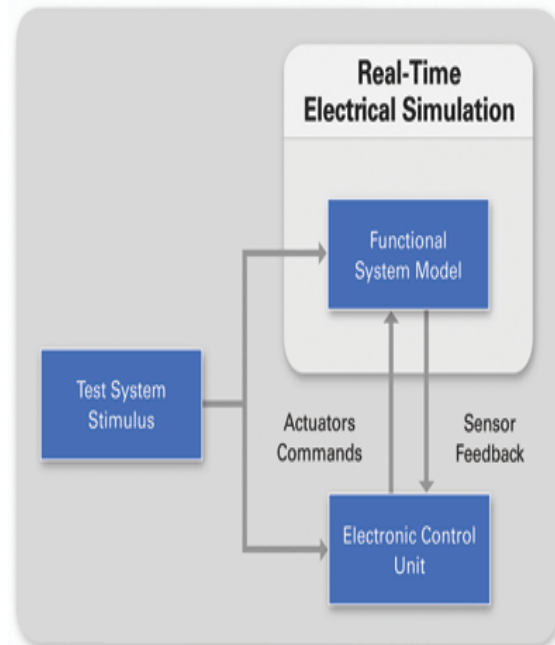 Real-Time
Electrical Simulation
Functional
System Model
Test System
Stimulus
Actuators
Commands
Sensor
Feedback
Electronic Control
Unit